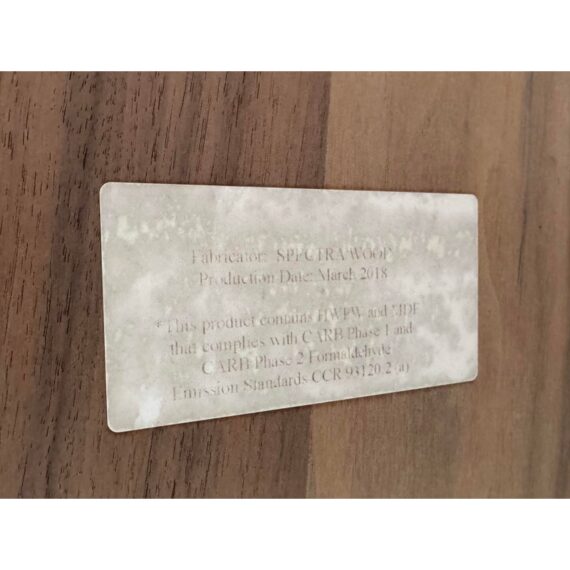 Fabricator: SPECTRA WOOD
Production Date: March 2018
*This product contains HWPW and MDF
that complies with CARB Phase 1 and
CARB Phase 2 Formaldehyde
Emission Standards CCR 93120.2 (a)